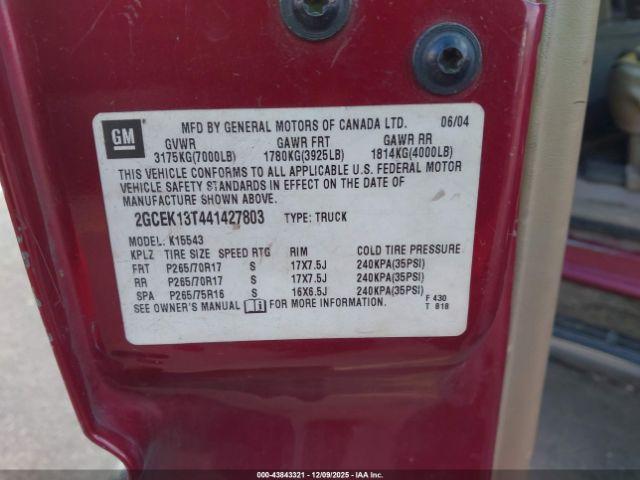 GM
MFD BY GENERAL MOTORS OF CANADA LTD. 06/04
GVWR GAWR FRT GAWR RR
3175KG(7000LB) 1780KG(3925LB) 1814KG(4000LB)
THIS VEHICLE CONFORMS TO ALL APPLICABLE U.S. FEDERAL MOTOR
VEHICLE SAFETY STANDARDS IN EFFECT ON THE DATE OF
MANUFACTURE SHOWN ABOVE.
2GCEK13T441427803 TYPE: TRUCK
MODEL: K15543
KPLZ TIRE SIZE SPEED RTG RIM COLD TIRE PRESSURE
FRT P265/70R17 S 17X7.5J 240KPA(35PSI)
RR P265/70R17 S 17X7.5J 240KPA(35PSI)
SPA P265/75R16 S 16X6.5J 240KPA(35PSI)
SEE OWNER'S MANUAL FOR MORE INFORMATION.
F 430
T 818
000-43843321 - 12/09/2025 - IAAI.com